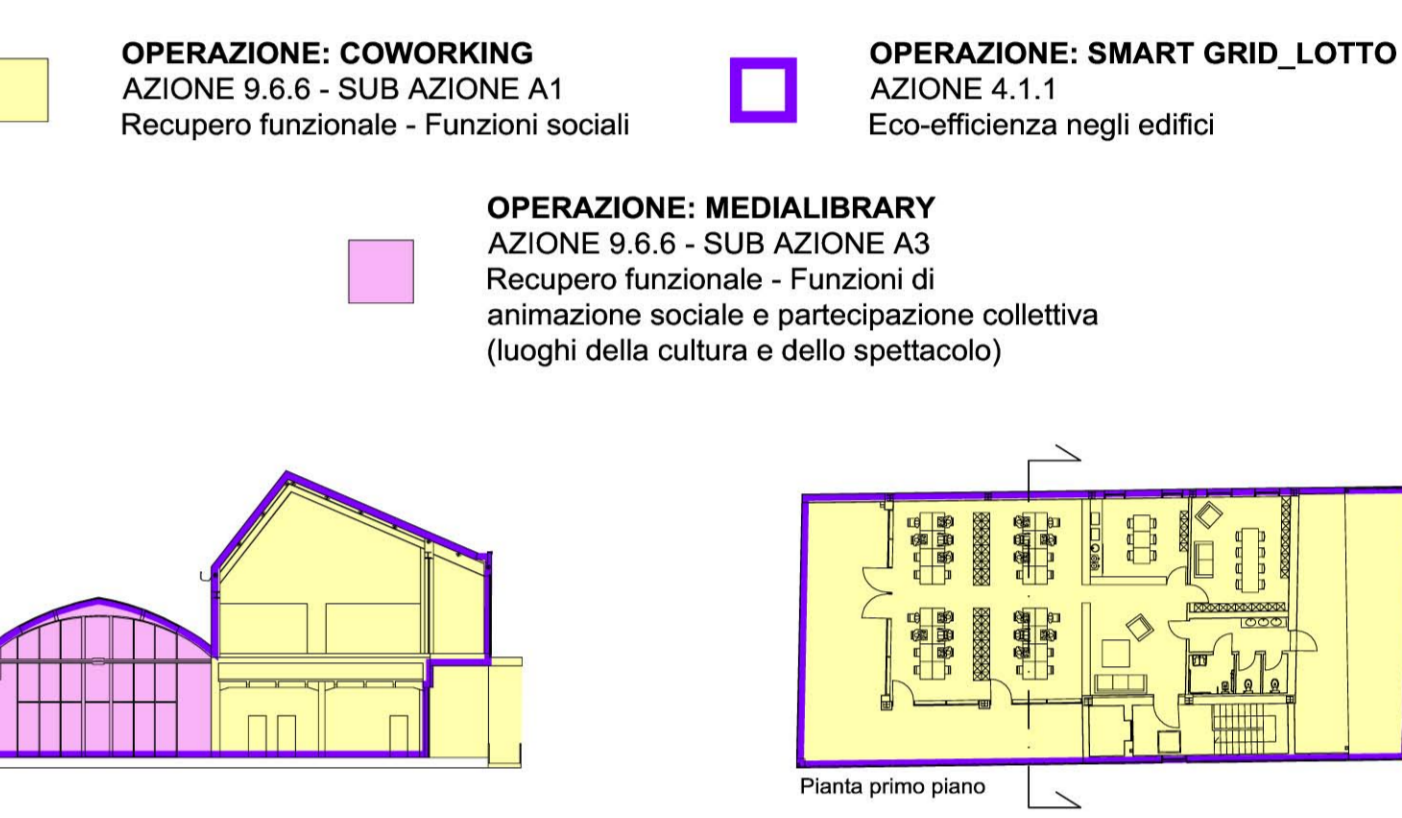 OPERAZIONE: COWORKING
AZIONE 9.6.6 - SUB AZIONE A1
Recupero funzionale - Funzioni sociali
OPERAZIONE: SMART GRID_LOTTO
AZIONE 4.1.1
Eco-efficienza negli edifici
OPERAZIONE: MEDIALIBRARY
AZIONE 9.6.6 - SUB AZIONE A3
Recupero funzionale - Funzioni di
animazione sociale e partecipazione collettiva
(luoghi della cultura e dello spettacolo)
Pianta primo piano